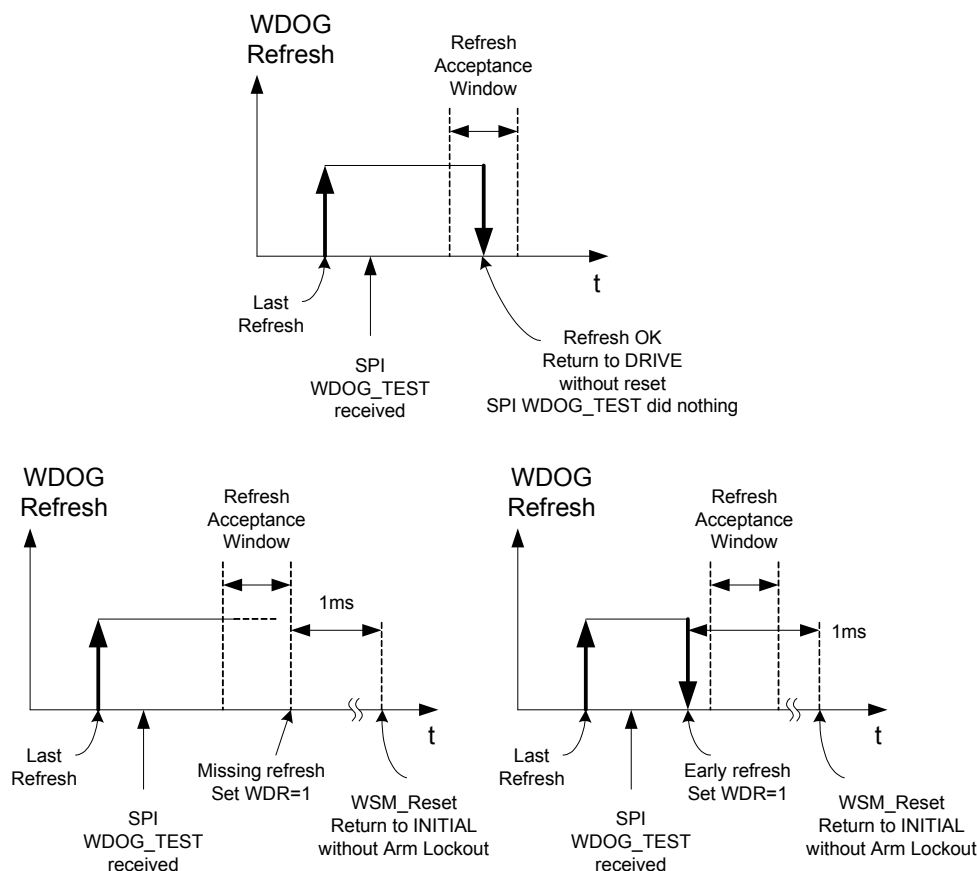 WDOG
Refresh
Refresh
Acceptance
Window
t
Last
Refresh
SPI
WDOG_TEST
received
Refresh OK
Return to DRIVE
without reset
SPI WDOG_TEST did nothing
WDOG
Refresh
Refresh
Acceptance
Window
1ms
t
Last
Refresh
SPI
WDOG_TEST
received
Missing refresh
Set WDR=1
WSM_Reset
Return to INITIAL
without Arm Lockout
WDOG
Refresh
Refresh
Acceptance
Window
1ms
t
Last
Refresh
SPI
WDOG_TEST
received
Early refresh
Set WDR=1
WSM_Reset
Return to INITIAL
without Arm Lockout